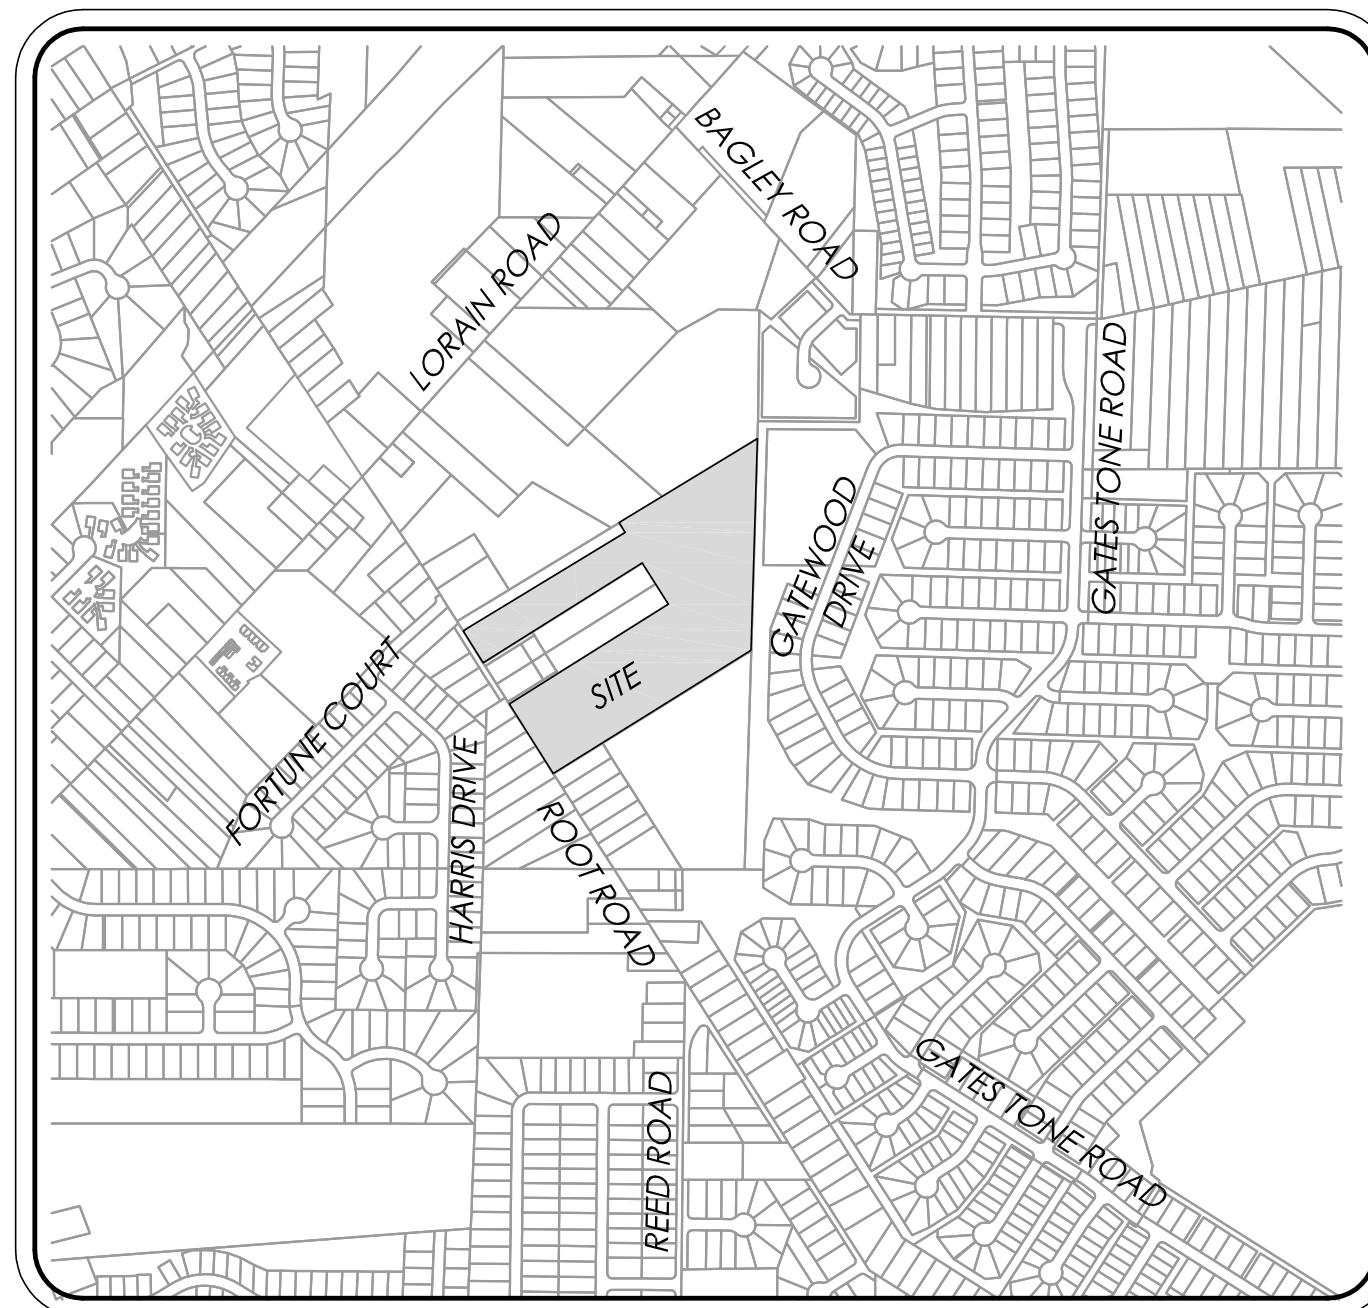 BAGLEY ROAD
LORAIN ROAD
GATES TONE ROAD
GATEWOOD
DRIVE
SITE
FORTUNE COURT
HARRIS DRIVE
ROOT ROAD
GATES TONE ROAD
REED ROAD